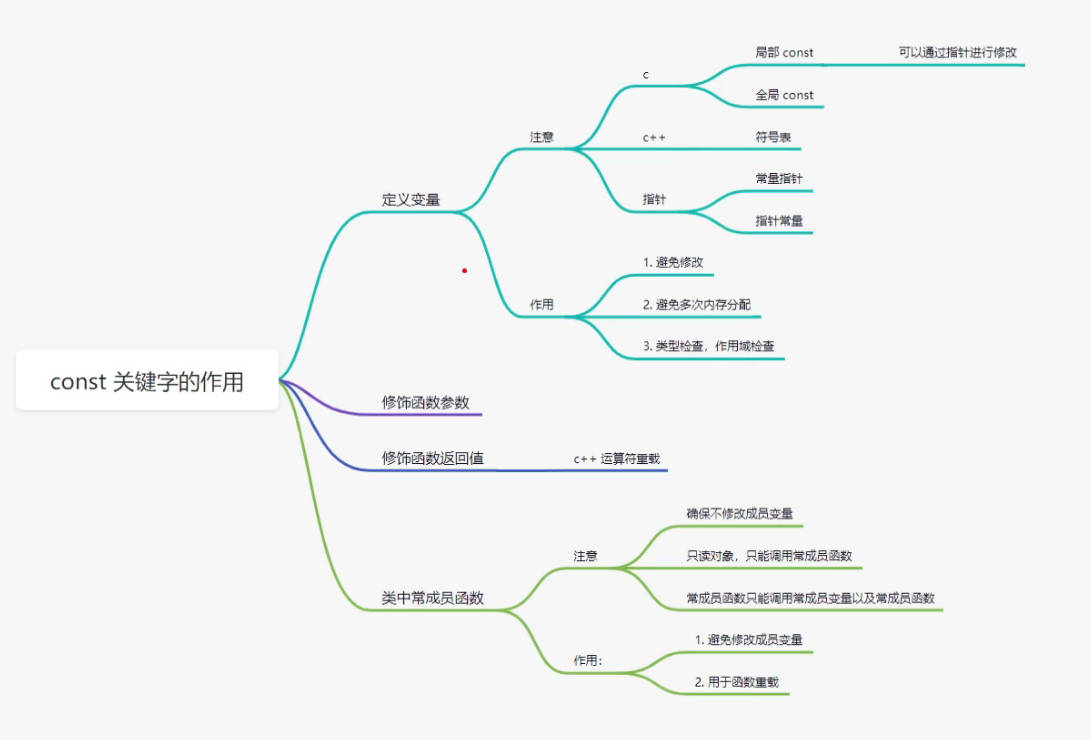 const 关键字的作用
定义变量
注意
c
局部 const
可以通过指针进行修改
全局 const
c++
符号表
指针
常量指针
指针常量
作用
1. 避免修改
2. 避免多次内存分配
3. 类型检查，作用域检查
修饰函数参数
修饰函数返回值
c++ 运算符重载
类中常成员函数
注意
确保不修改成员变量
只读对象，只能调用常成员函数
常成员函数只能调用常成员变量以及常成员函数
作用：
1. 避免修改成员变量
2. 用于函数重载